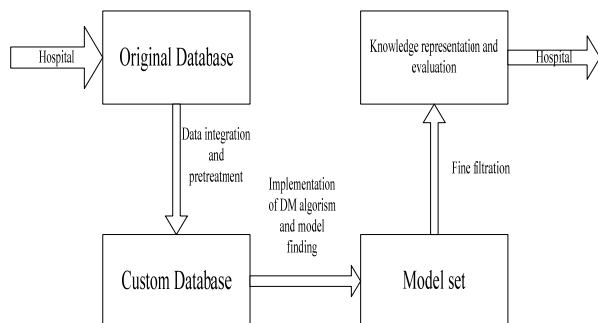 Hospital
Original Database
Data integration
and
pretreatment
Custom Database
Implementation
of DM algorism
and model
finding
Model set
Fine filtration
Knowledge representation and
evaluation
Hospital